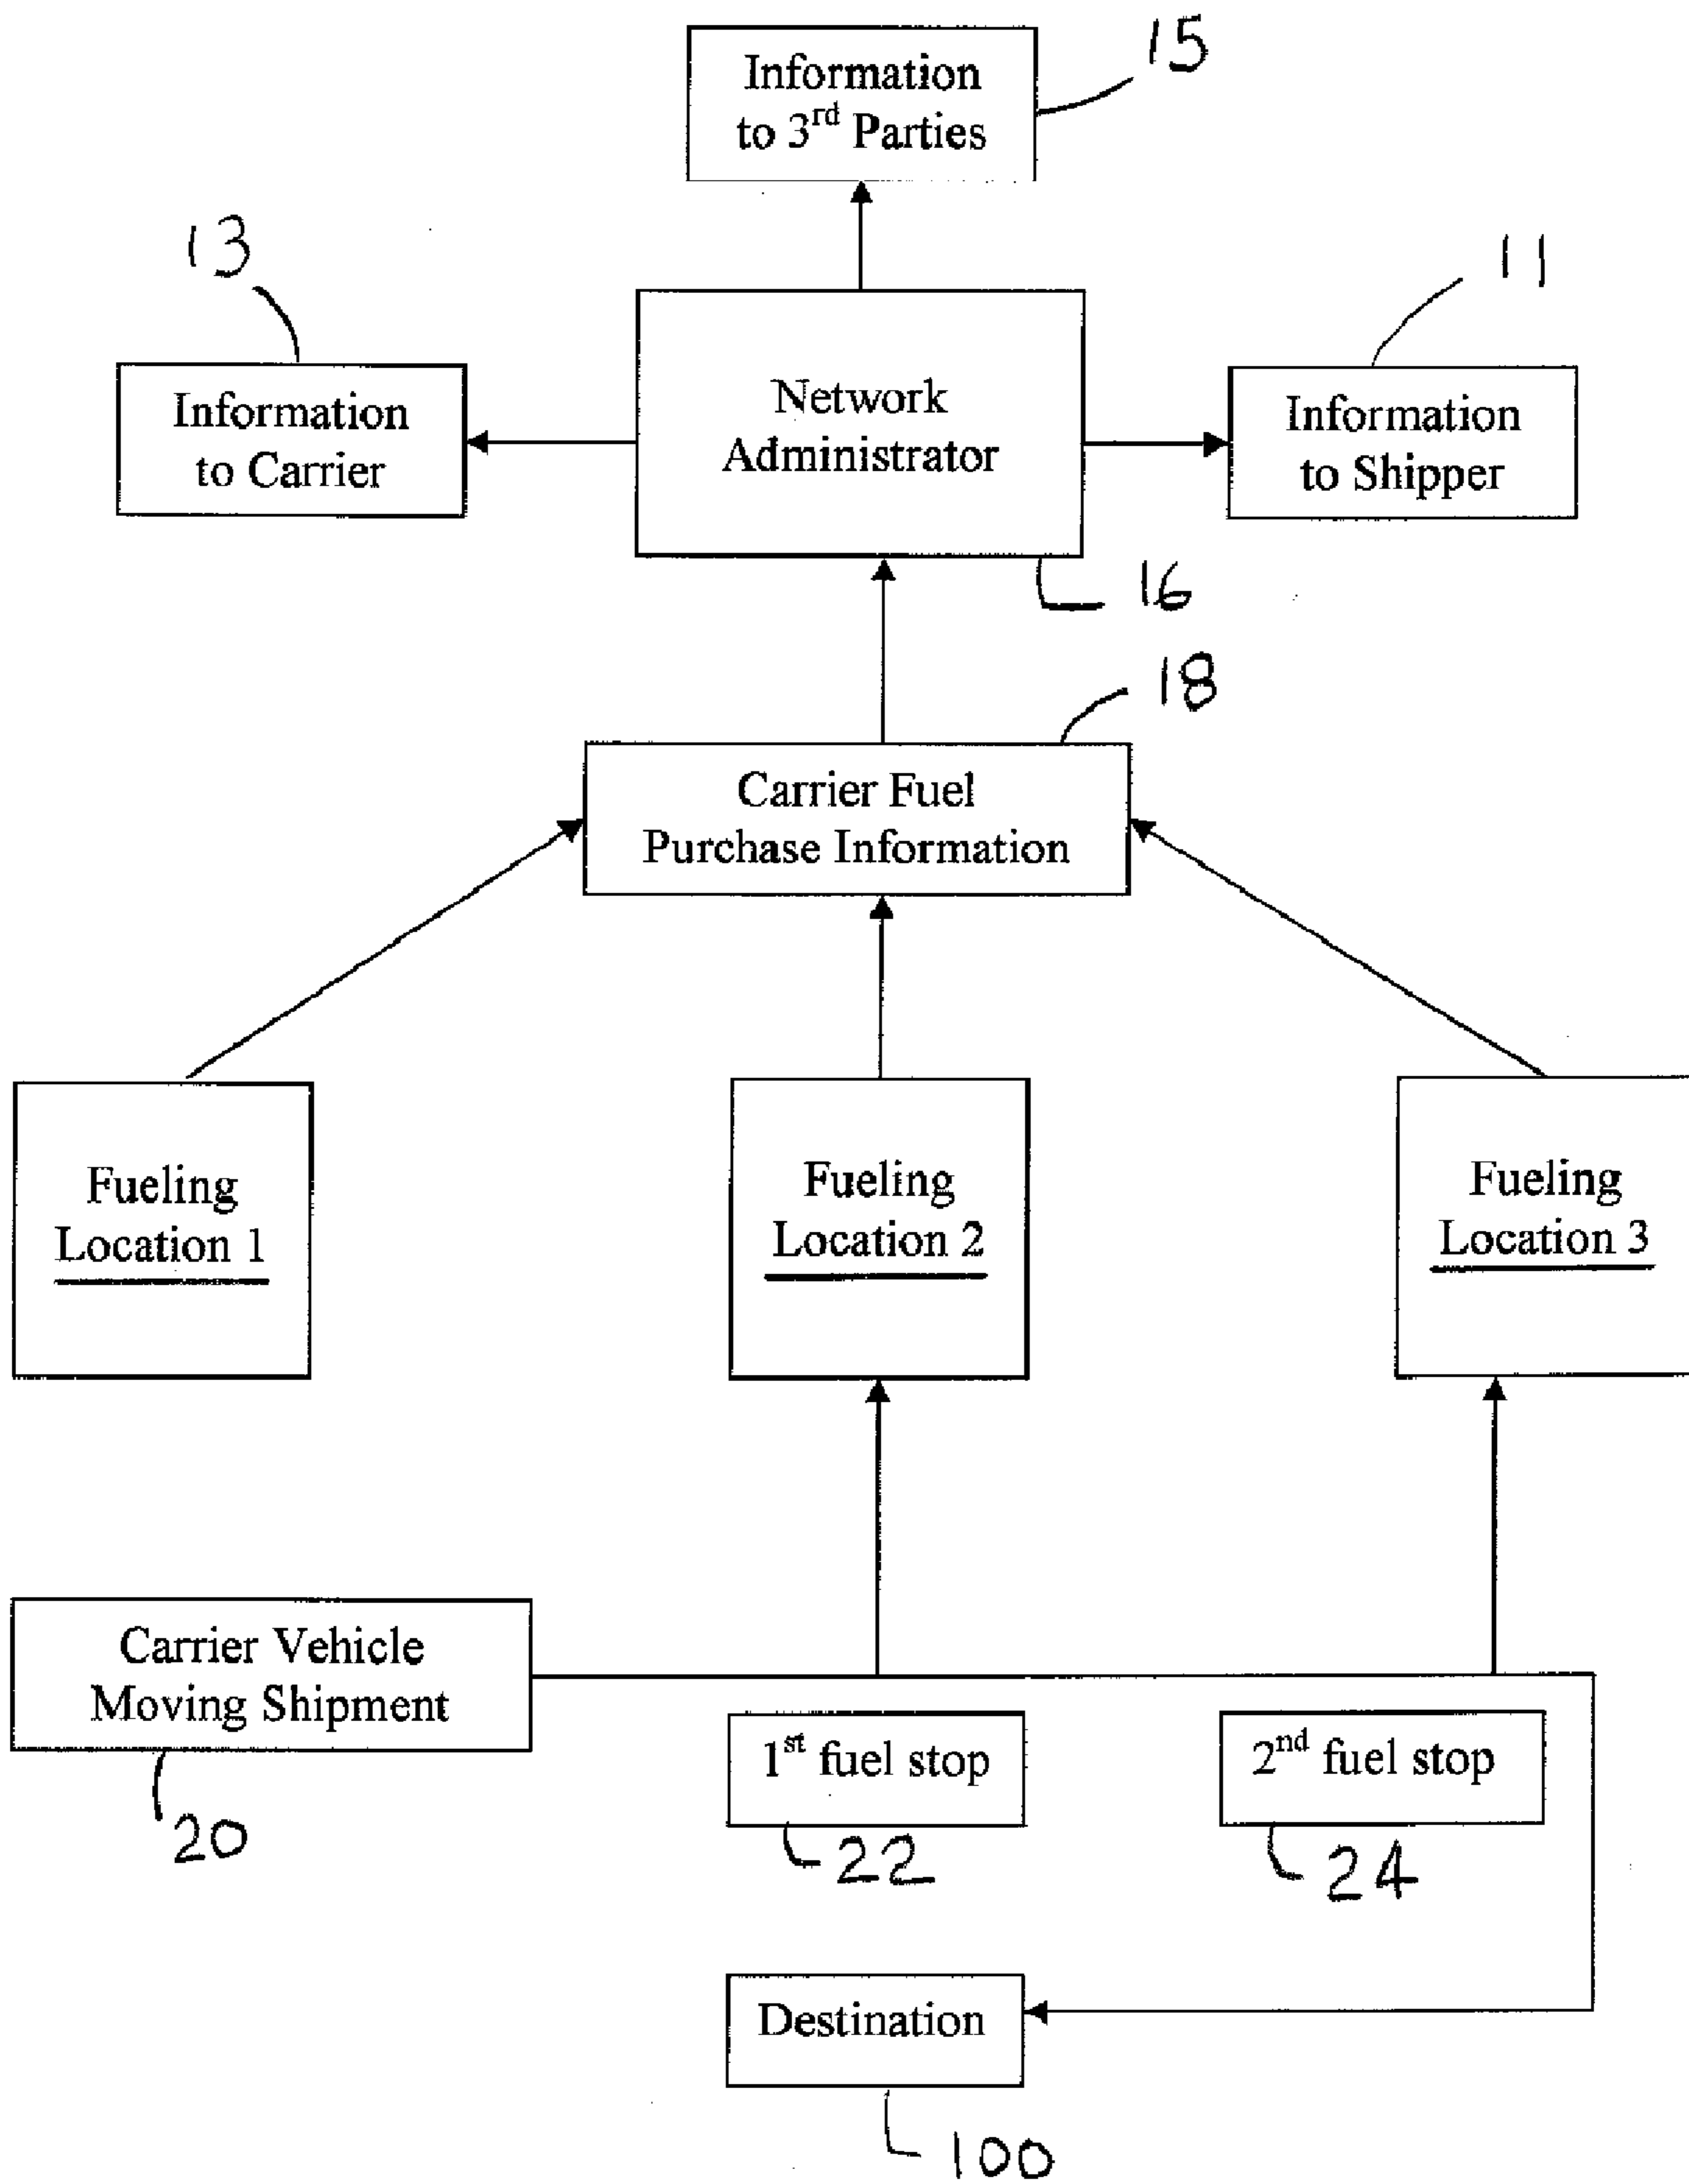 15
Information
to 3rd Parties
13
11
Information
to Carrier
Network
Administrator
Information
to Shipper
16
18
Carrier Fuel
Purchase Information
Fueling
Location 1
Fueling
Location 2
Fueling
Location 3
Carrier Vehicle
Moving Shipment
1st fuel stop
2nd fuel stop
20
22
24
Destination
100